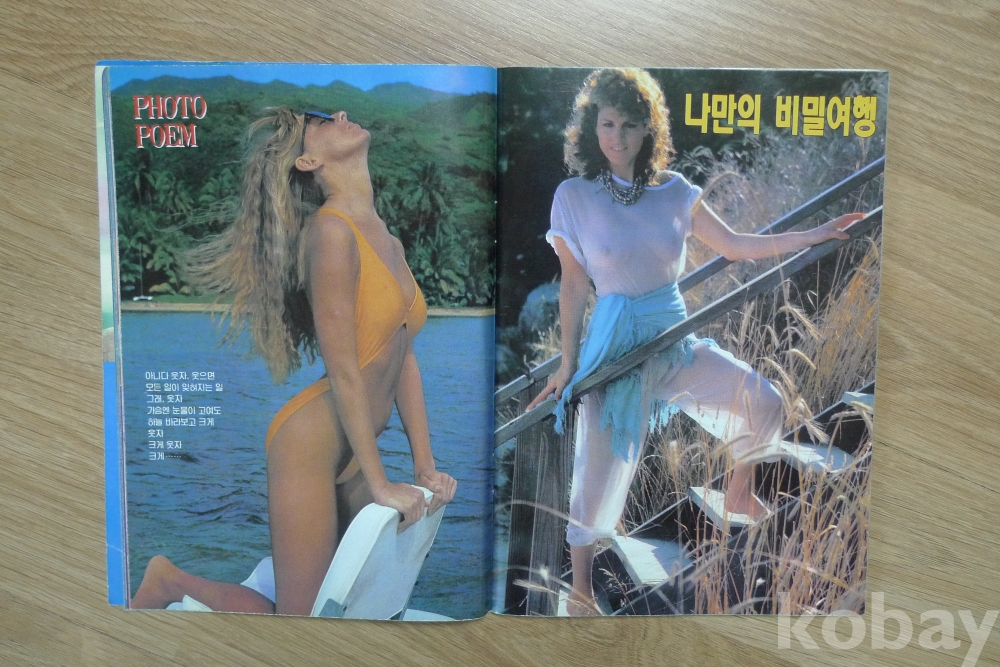 PHOTO
POEM
아니다 웃자. 웃으면
모든 일이 잊혀지는 일
그래, 웃자
가슴엔 눈물이 고여도
하늘 바라보고 크게
웃자
크게 웃자
크게……
나만의 비밀여행
kobay